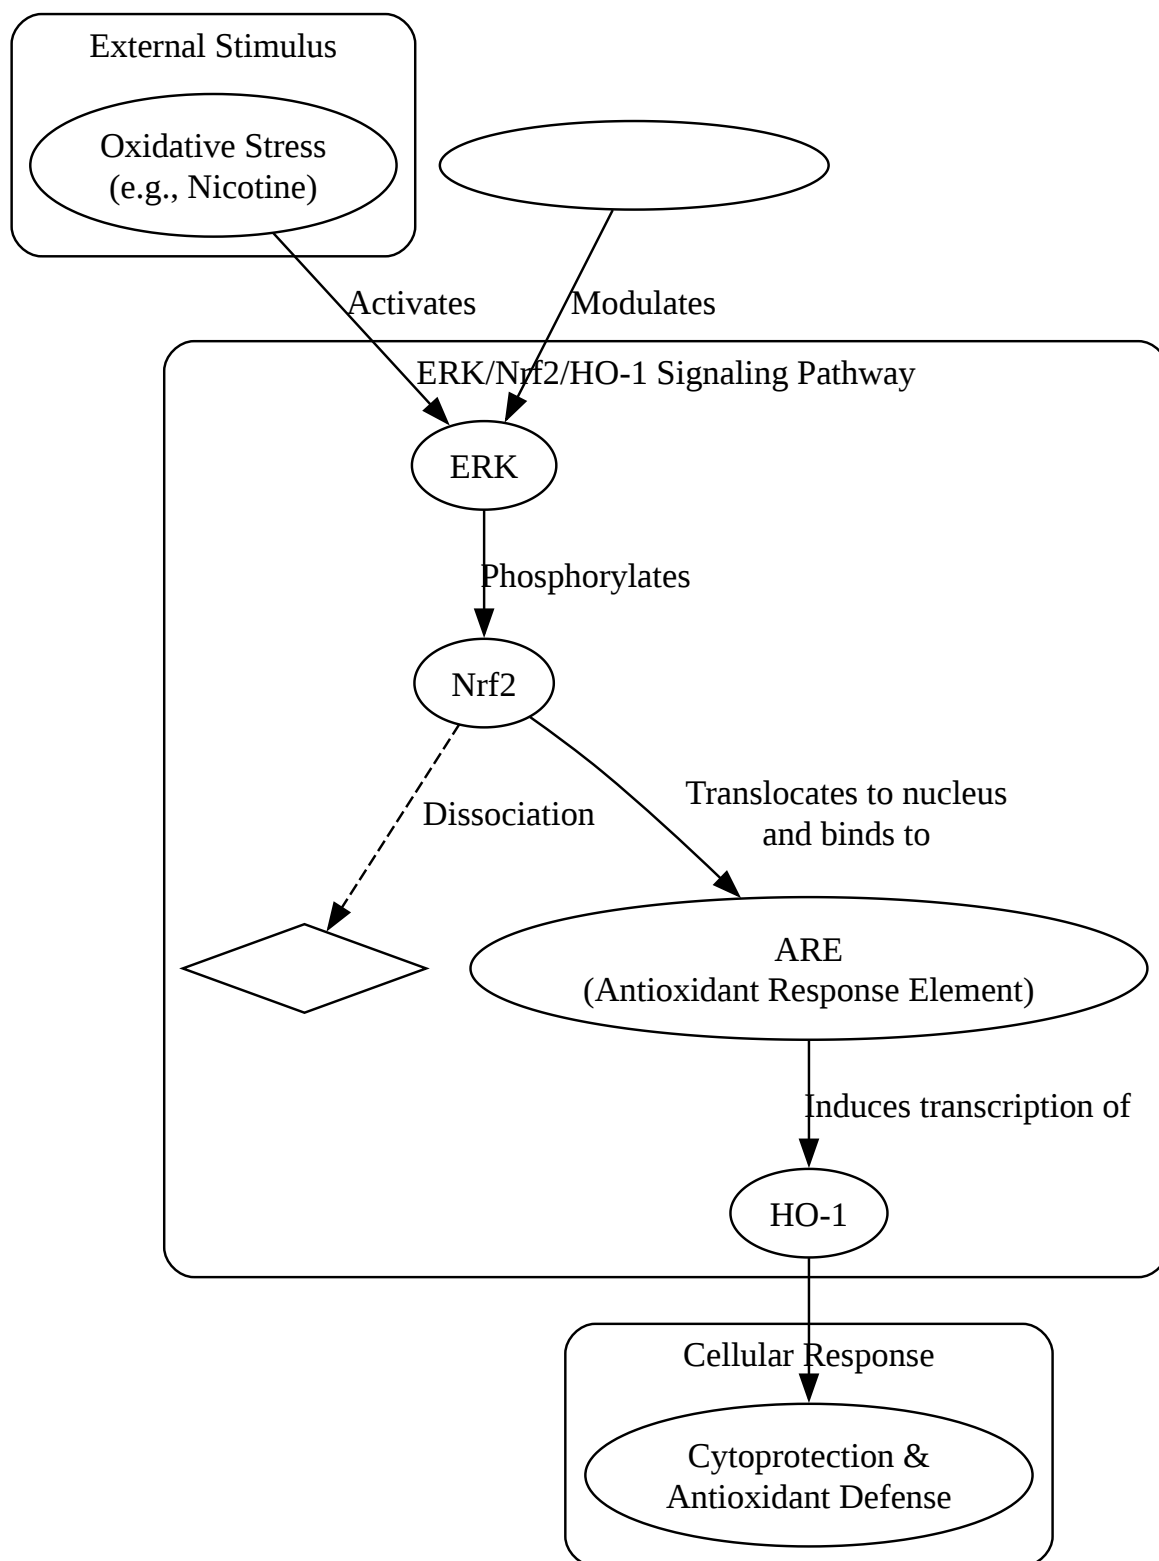 External Stimulus
Oxidative Stress
(e.g., Nicotine)
Activates
Modulates
ERK/Nrf2/HO-1 Signaling Pathway
ERK
Phosphorylates
Nrf2
Dissociation
Translocates to nucleus
and binds to
ARE
(Antioxidant Response Element)
Induces transcription of
HO-1
Cellular Response
Cytoprotection &
Antioxidant Defense